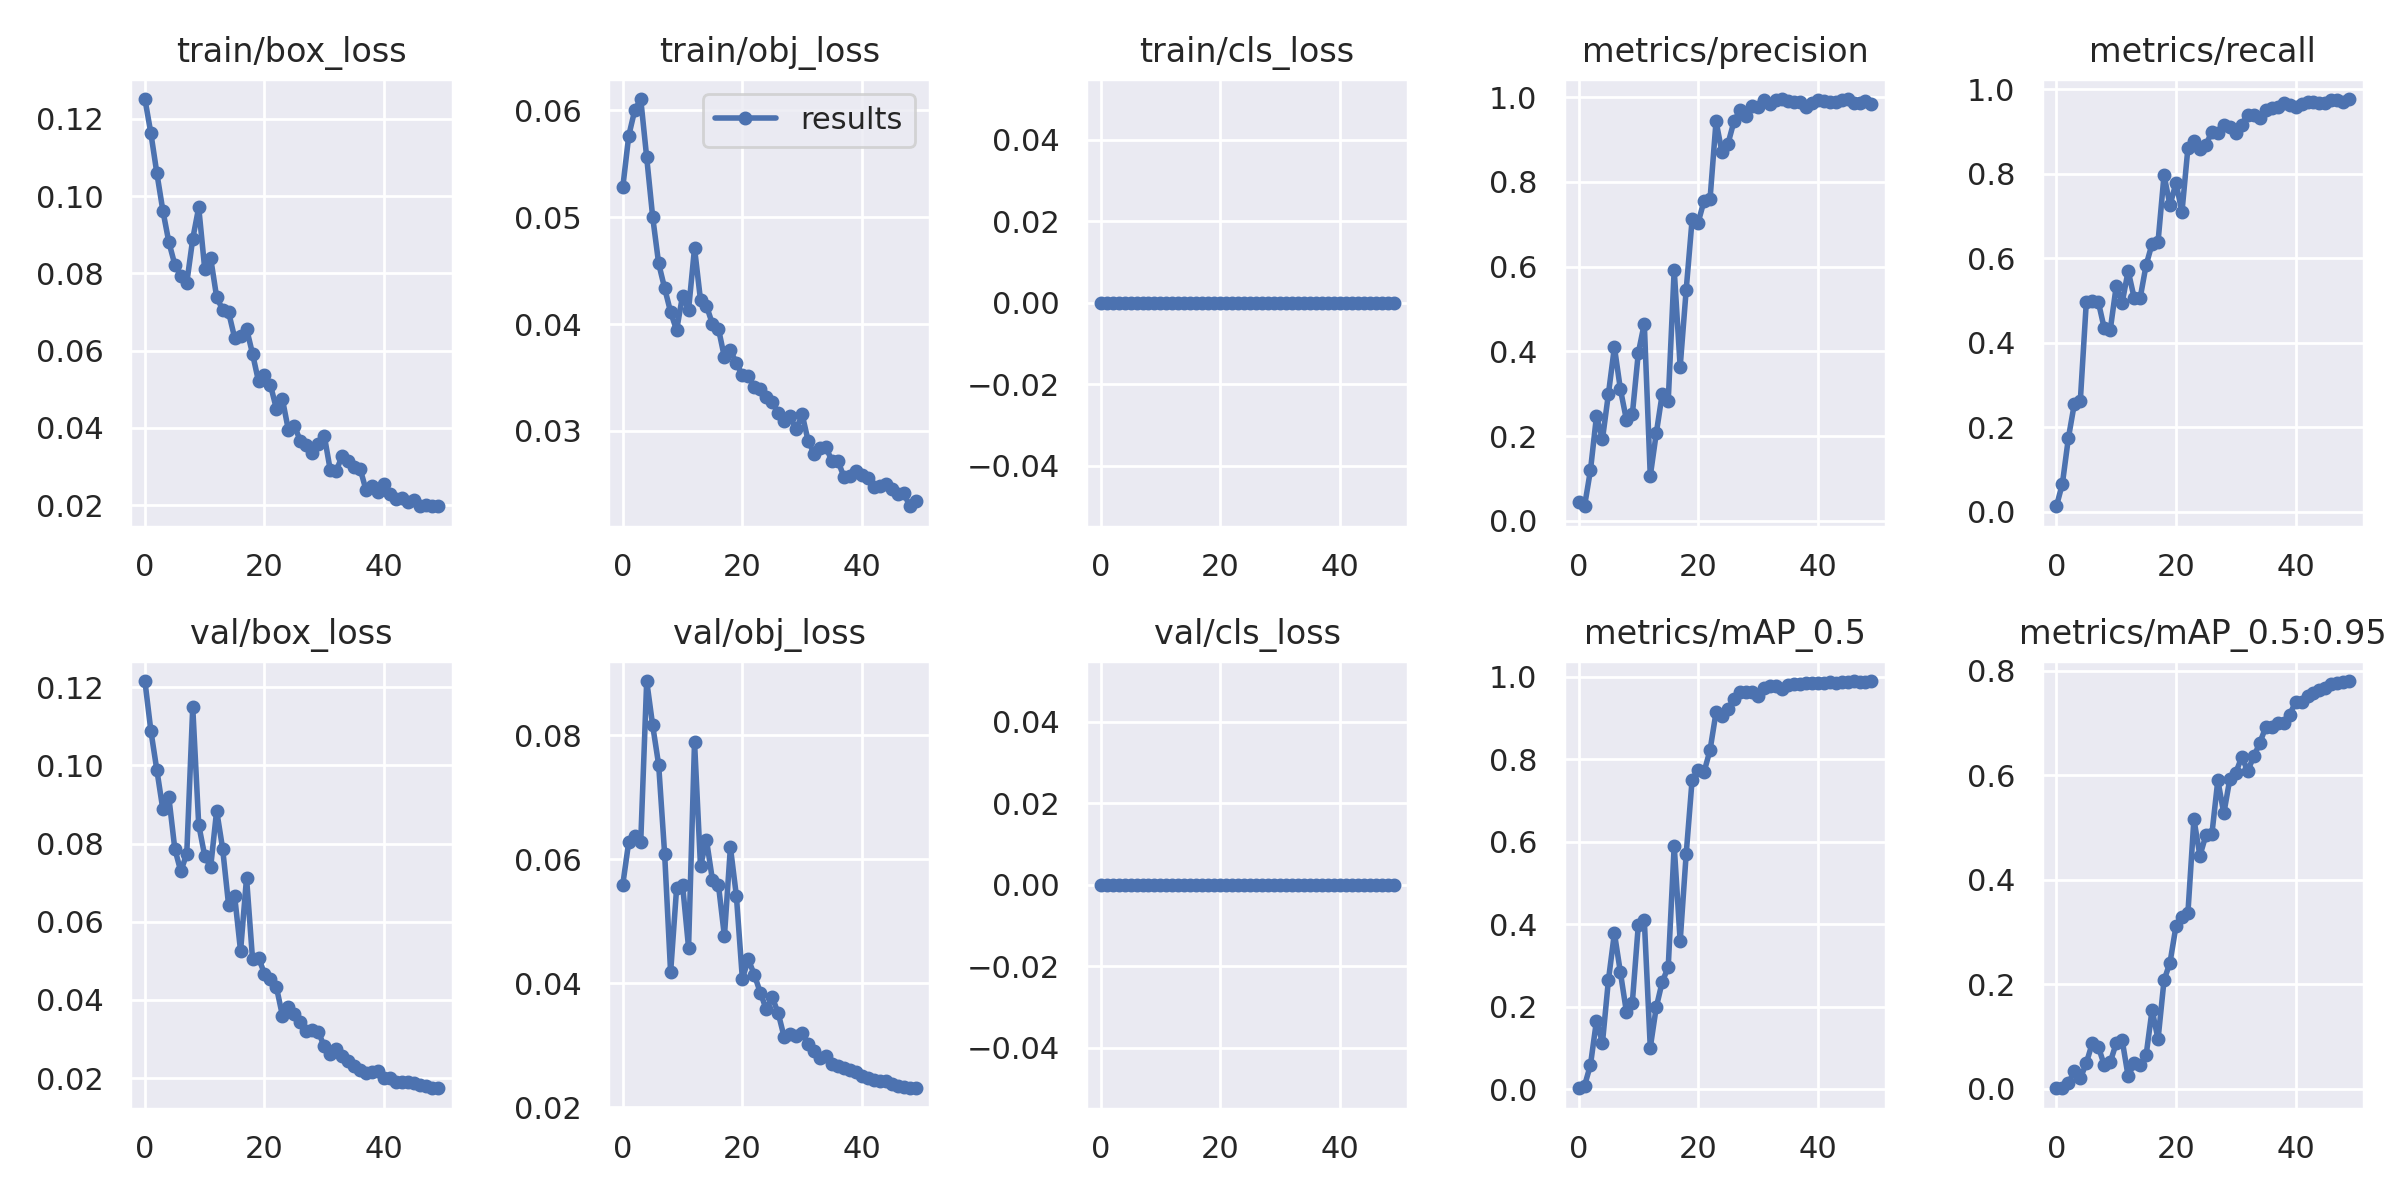 train/box_loss
train/obj_loss
train/cls_loss
metrics/precision
metrics/recall
0.12
0.10
0.08
0.06
0.04
0.02
0 20 40
results
0.06
0.05
0.04
0.03
0 20 40
0.04
0.02
0.00
−0.02
−0.04
0 20 40
1.0
0.8
0.6
0.4
0.2
0.0
0 20 40
1.0
0.8
0.6
0.4
0.2
0.0
0 20 40
val/box_loss
val/obj_loss
val/cls_loss
metrics/mAP_0.5
metrics/mAP_0.5:0.95
0.12
0.10
0.08
0.06
0.04
0.02
0 20 40
0.08
0.06
0.04
0.02
0 20 40
0.04
0.02
0.00
−0.02
−0.04
0 20 40
1.0
0.8
0.6
0.4
0.2
0.0
0 20 40
0.8
0.6
0.4
0.2
0.0
0 20 40